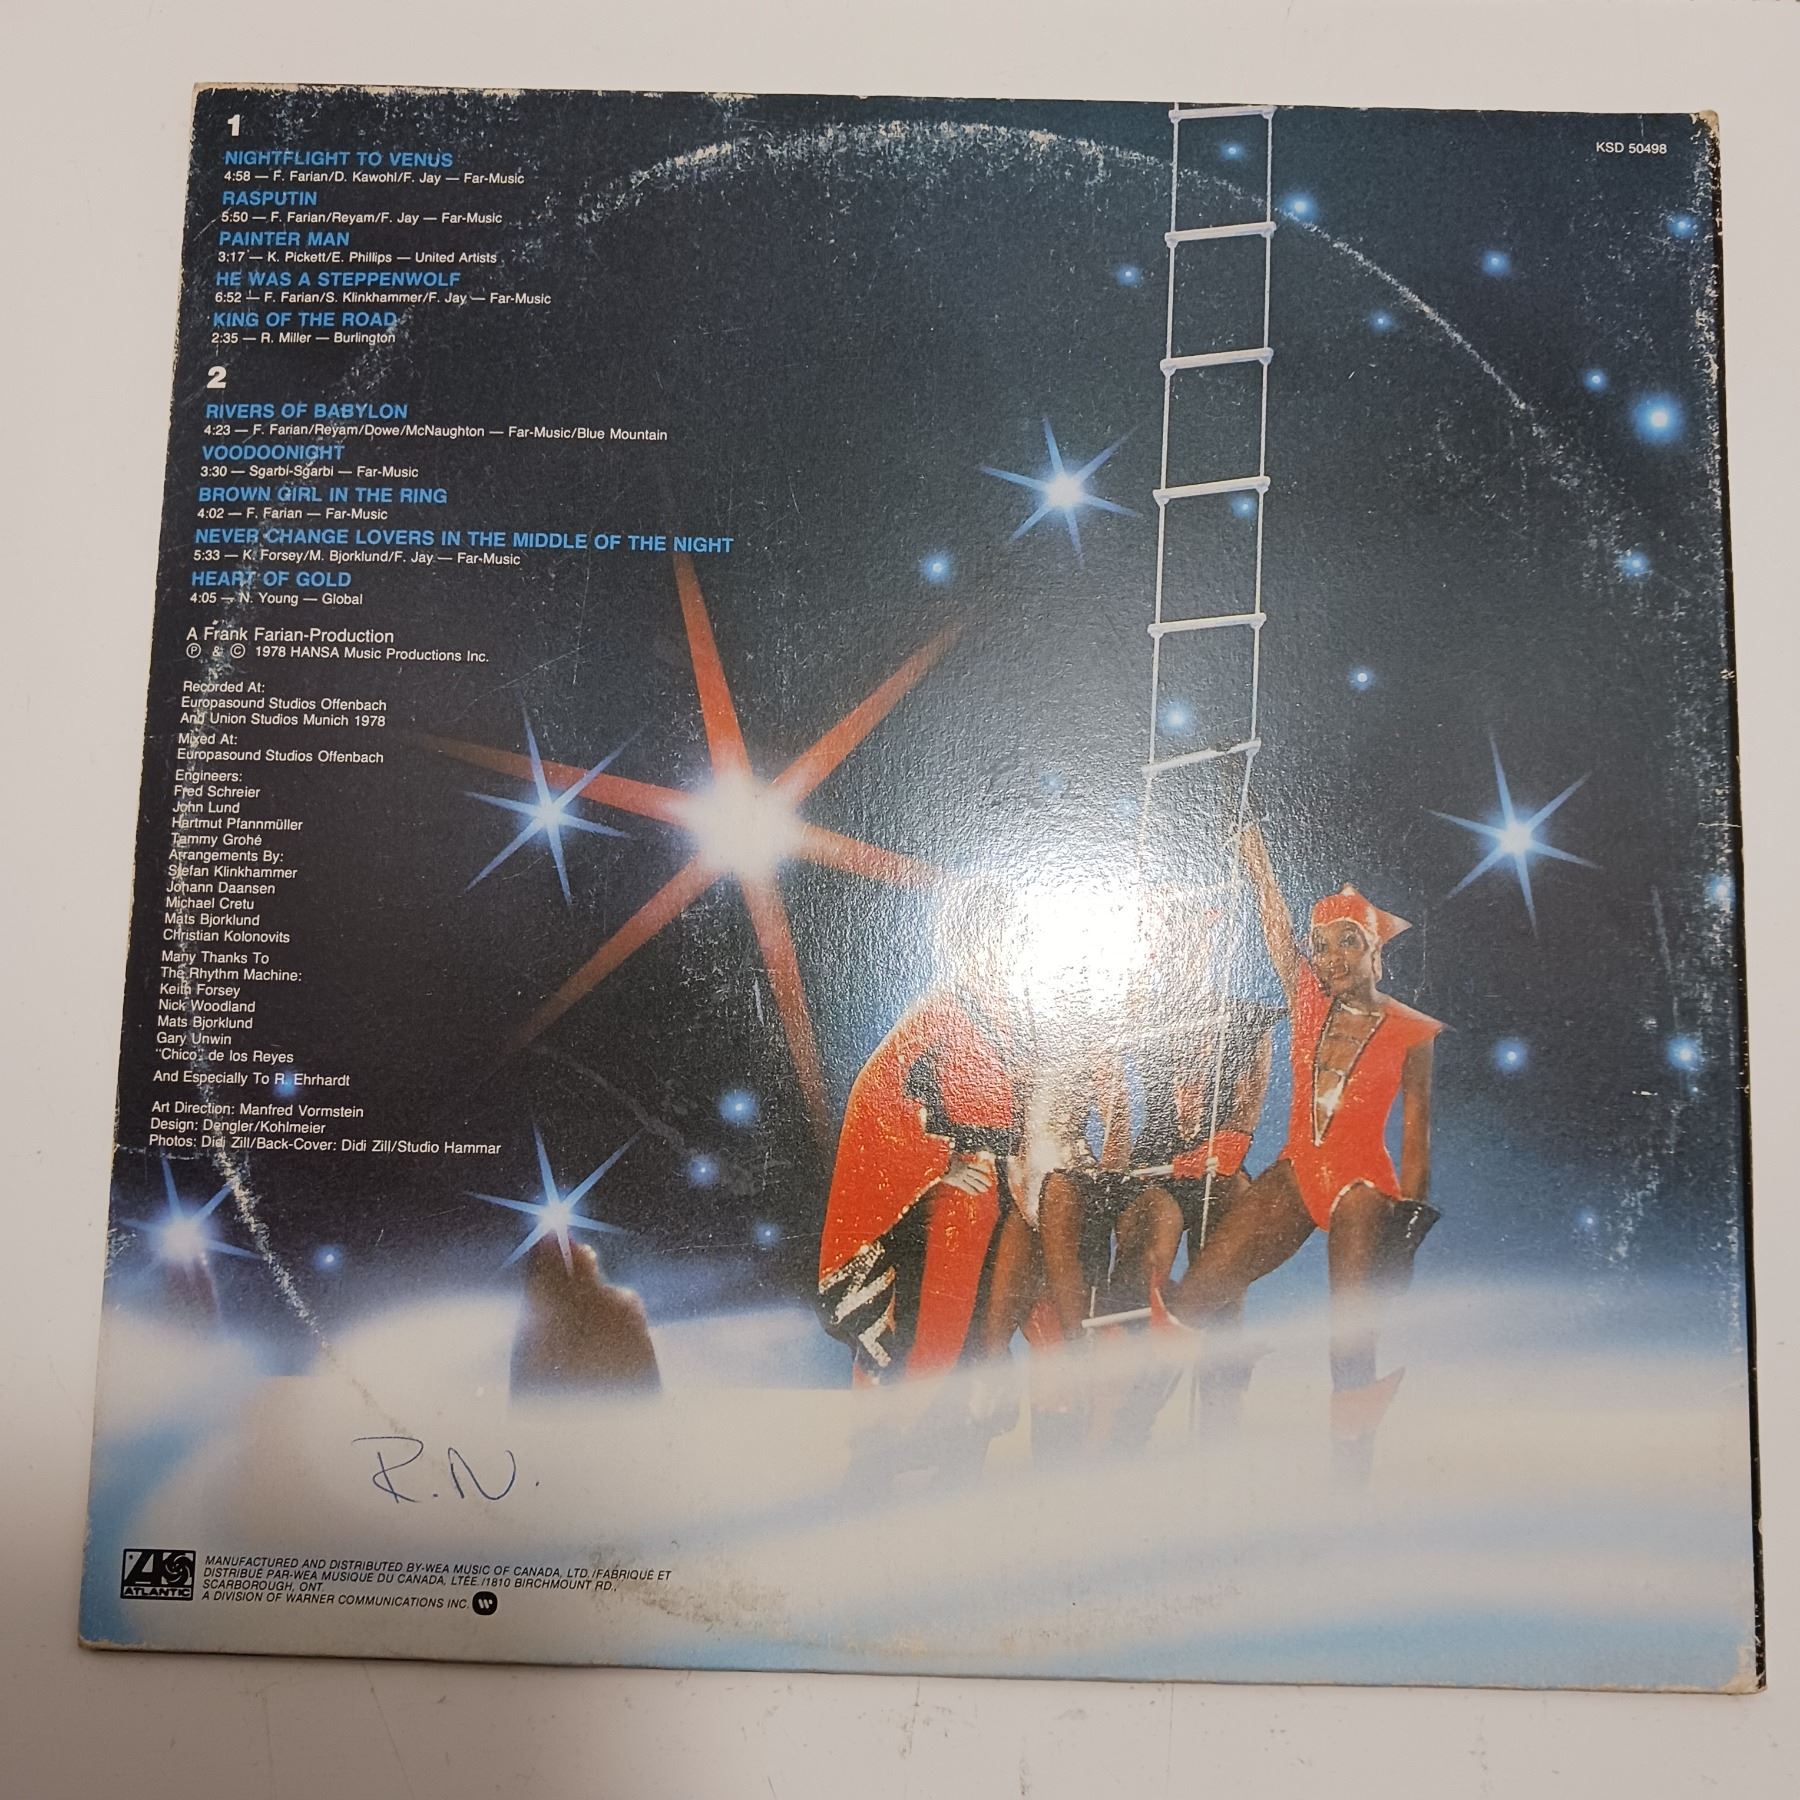 KSD 50498
1
NIGHTFLIGHT TO VENUS
4:58 — F. Farian/D. Kawohl/F. Jay — Far-Music
RASPUTIN
5:50 — F. Farian/Reyam/F. Jay — Far-Music
PAINTER MAN
3:17 — K. Pickett/E. Phillips — United Artists
HE WAS A STEPPENWOLF
6:52 — F. Farian/S. Klinkhammer/F. Jay — Far-Music
KING OF THE ROAD
2:35 — R. Miller — Burlington
2
RIVERS OF BABYLON
4:23 — F. Farian/Reyam/Dowe/McNaughton — Far-Music/Blue Mountain
VOODOONIGHT
3:30 — Sgarbi-Sgarbi — Far-Music
BROWN GIRL IN THE RING
4:02 — F. Farian — Far-Music
NEVER CHANGE LOVERS IN THE MIDDLE OF THE NIGHT
5:33 — K. Forsey/M. Bjorklund/F. Jay — Far-Music
HEART OF GOLD
4:05 — N. Young — Global
A Frank Farian-Production
Ⓟ & © 1978 HANSA Music Productions Inc.
Recorded At:
Europasound Studios Offenbach
And Union Studios Munich 1978
Mixed At:
Europasound Studios Offenbach
Engineers:
Fred Schreier
John Lund
Hartmut Pfannmüller
Tammy Grohé
Arrangements By:
Stefan Klinkhammer
Johann Daansen
Michael Cretu
Mats Bjorklund
Christian Kolonovits
Many Thanks To
The Rhythm Machine:
Keith Forsey
Nick Woodland
Mats Bjorklund
Gary Unwin
"Chico" de los Reyes
And Especially To R. Ehrhardt
Art Direction: Manfred Vormstein
Design: Dengler/Kohlmeier
Photos: Didi Zill/Back-Cover: Didi Zill/Studio Hammar
R.N.
ATLANTIC
MANUFACTURED AND DISTRIBUTED BY-WEA MUSIC OF CANADA, LTD./FABRIQUÉ ET
DISTRIBUÉ PAR-WEA MUSIQUE DU CANADA, LTÉE./1810 BIRCHMOUNT RD.,
SCARBOROUGH, ONT.
A DIVISION OF WARNER COMMUNICATIONS INC.